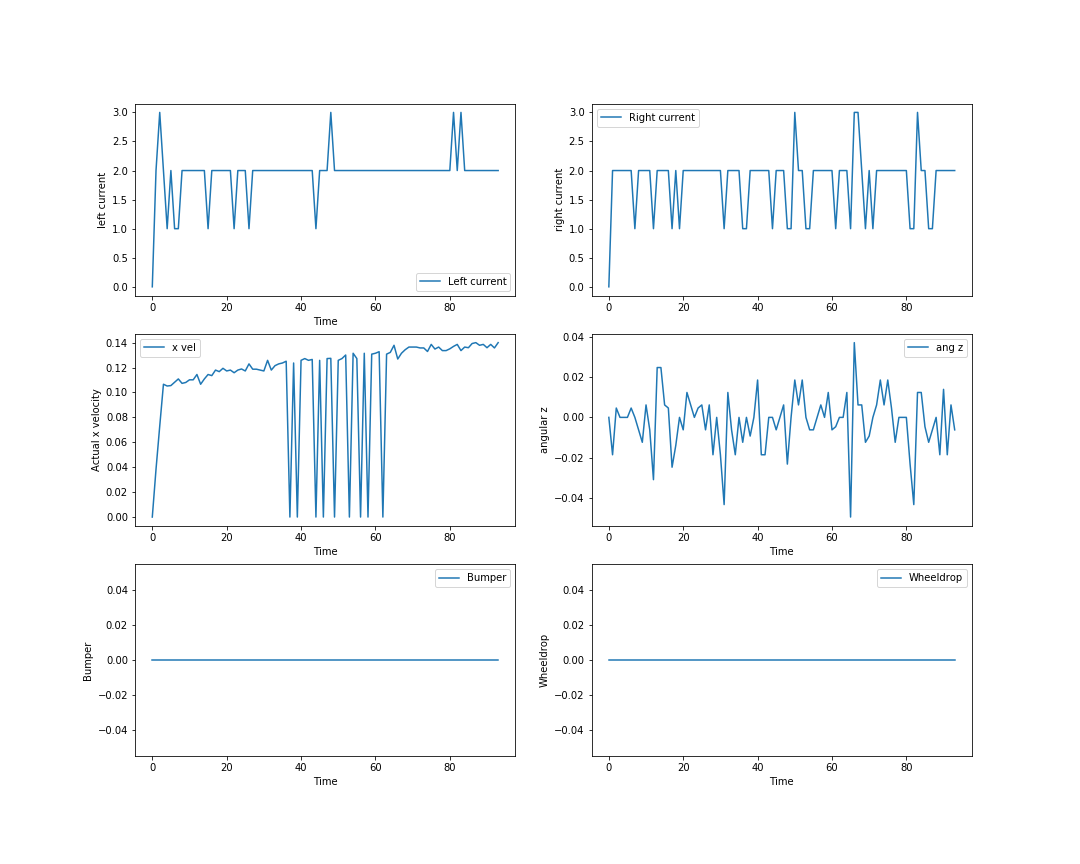 3.0
2.5
2.0
1.5
1.0
0.5
0.0
left current
Left current
0 20 40 60 80
Time
3.0
2.5
2.0
1.5
1.0
0.5
0.0
right current
Right current
0 20 40 60 80
Time
0.14
0.12
0.10
0.08
0.06
0.04
0.02
0.00
Actual x velocity
x vel
0 20 40 60 80
Time
0.04
0.02
0.00
−0.02
−0.04
angular z
ang z
0 20 40 60 80
Time
0.04
0.02
0.00
−0.02
−0.04
Bumper
Bumper
0 20 40 60 80
Time
0.04
0.02
0.00
−0.02
−0.04
Wheeldrop
Wheeldrop
0 20 40 60 80
Time